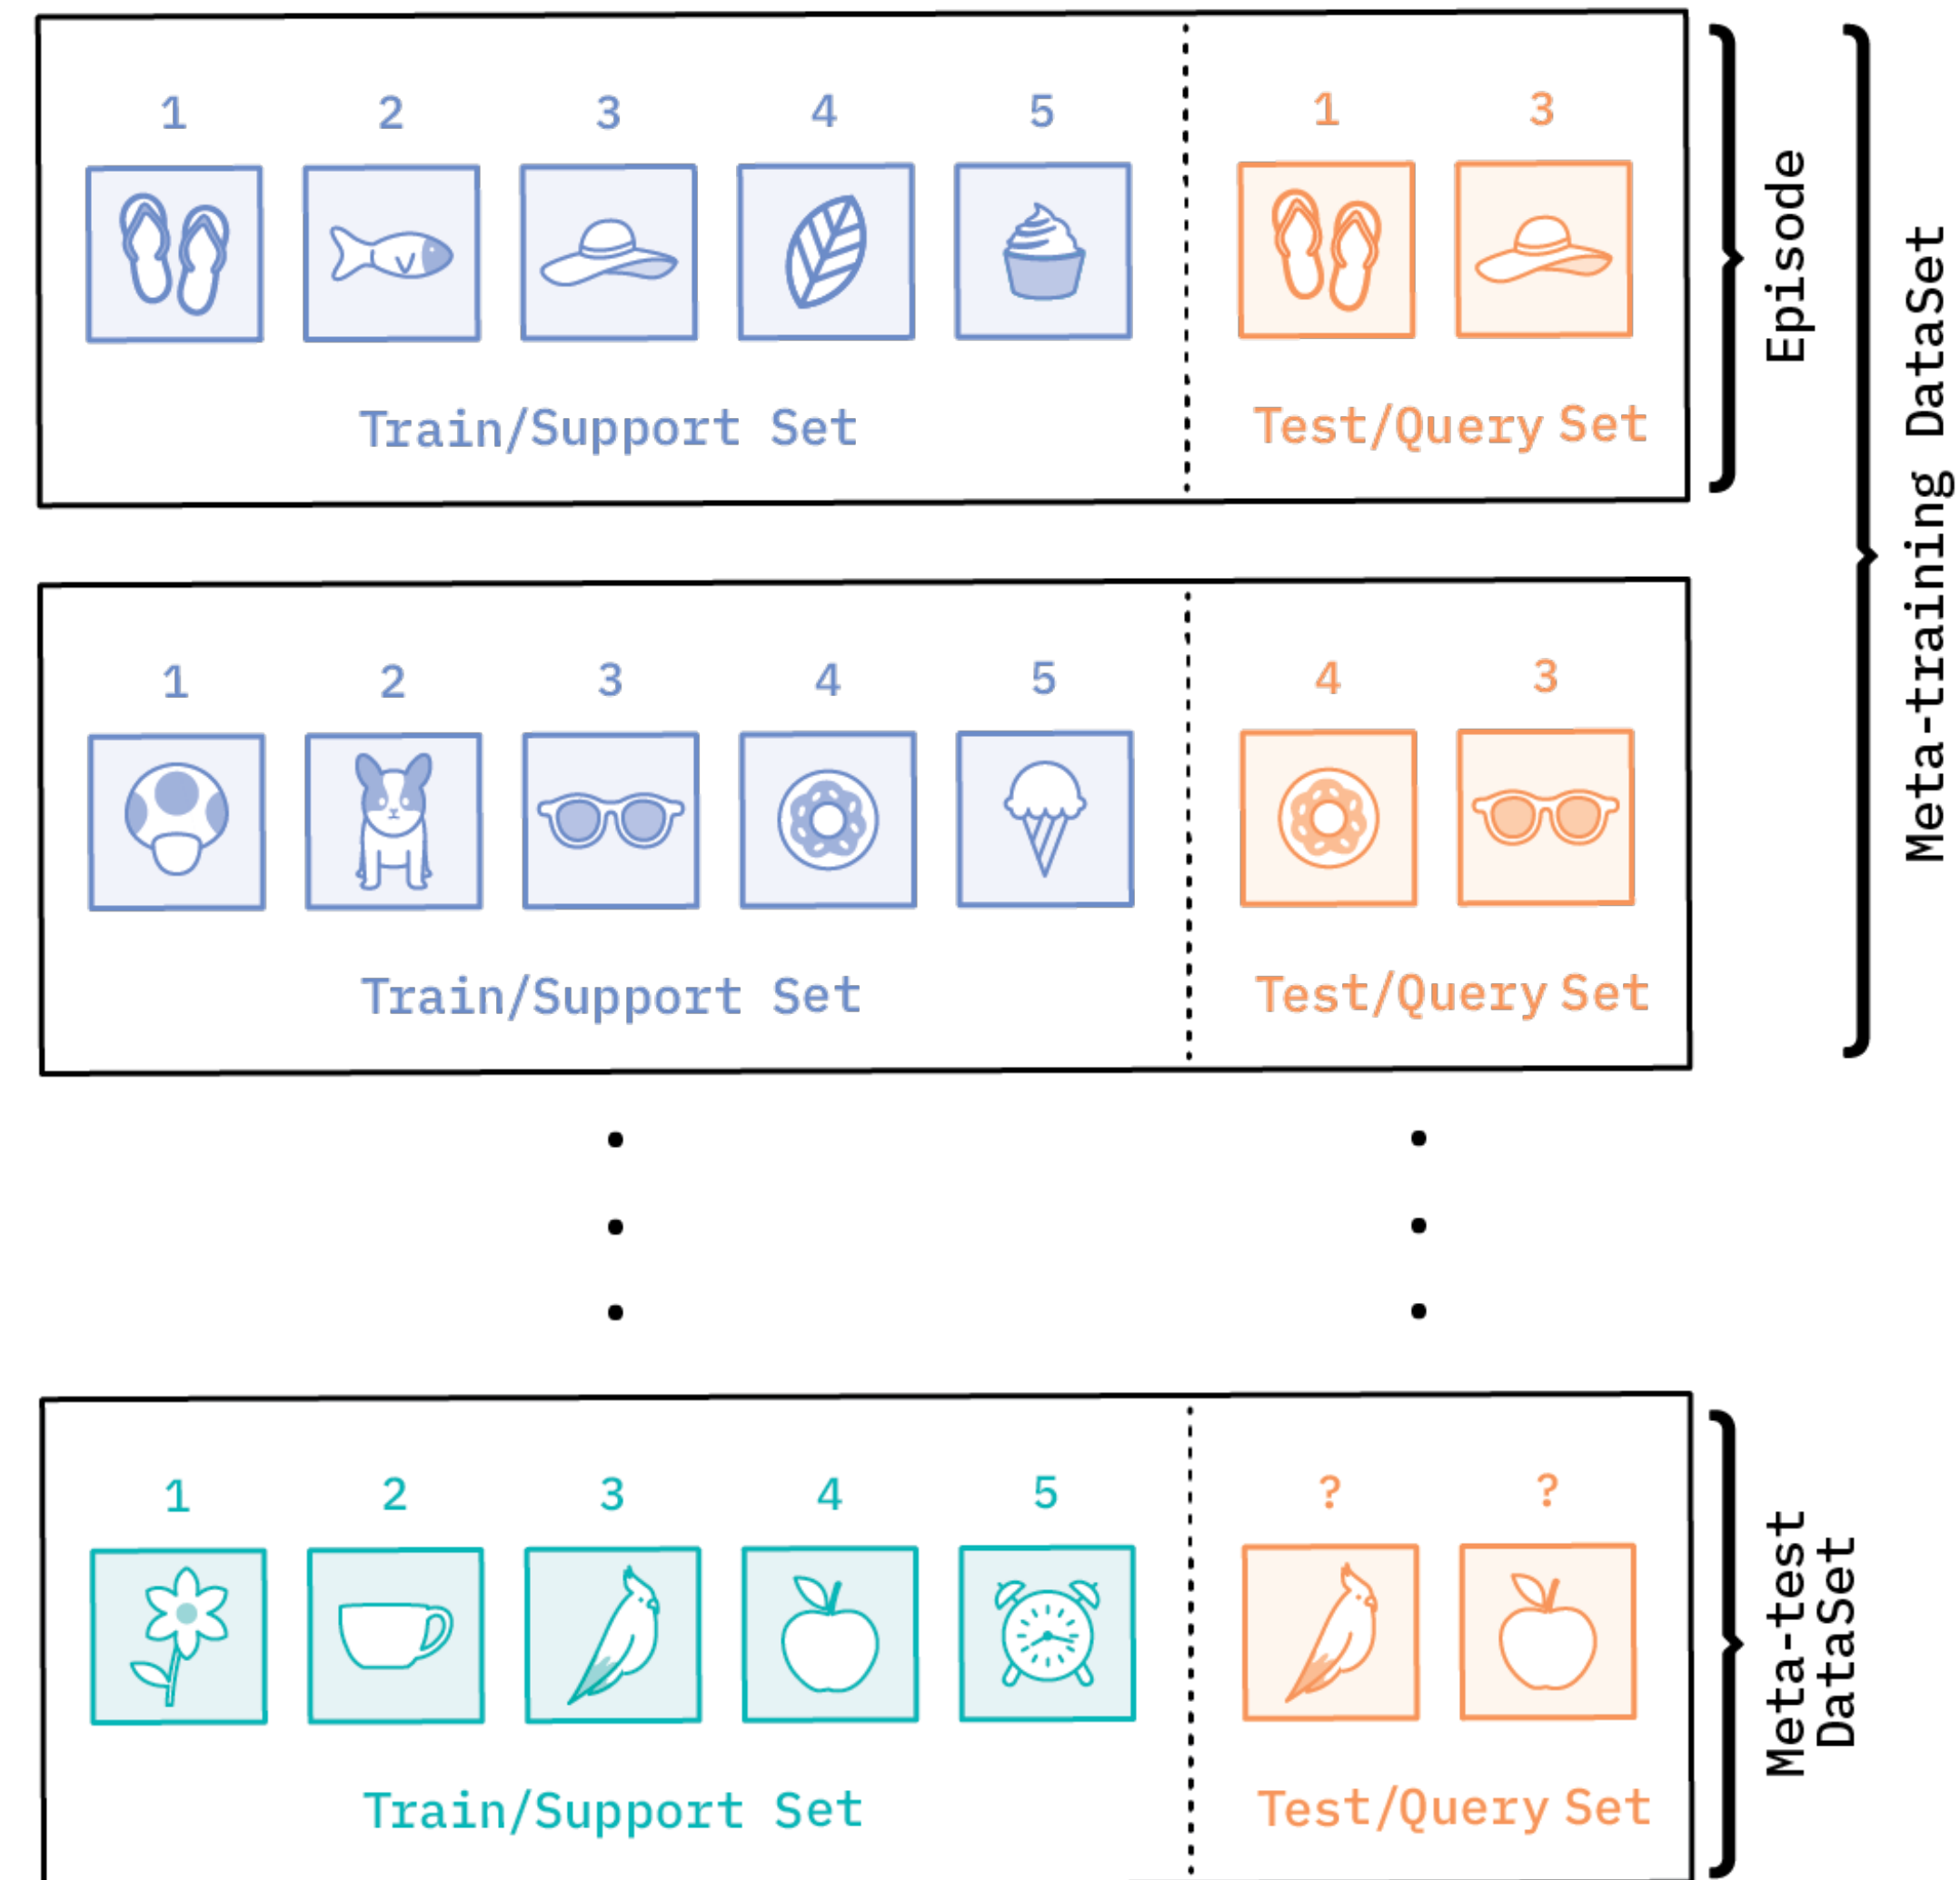 1 2 3 4 5 1 3
Train/Support Set Test/Query Set
Episode
Meta-training DataSet
1 2 3 4 5 4 3
Train/Support Set Test/Query Set
1 2 3 4 5 ? ?
Train/Support Set Test/Query Set
Meta-test
DataSet